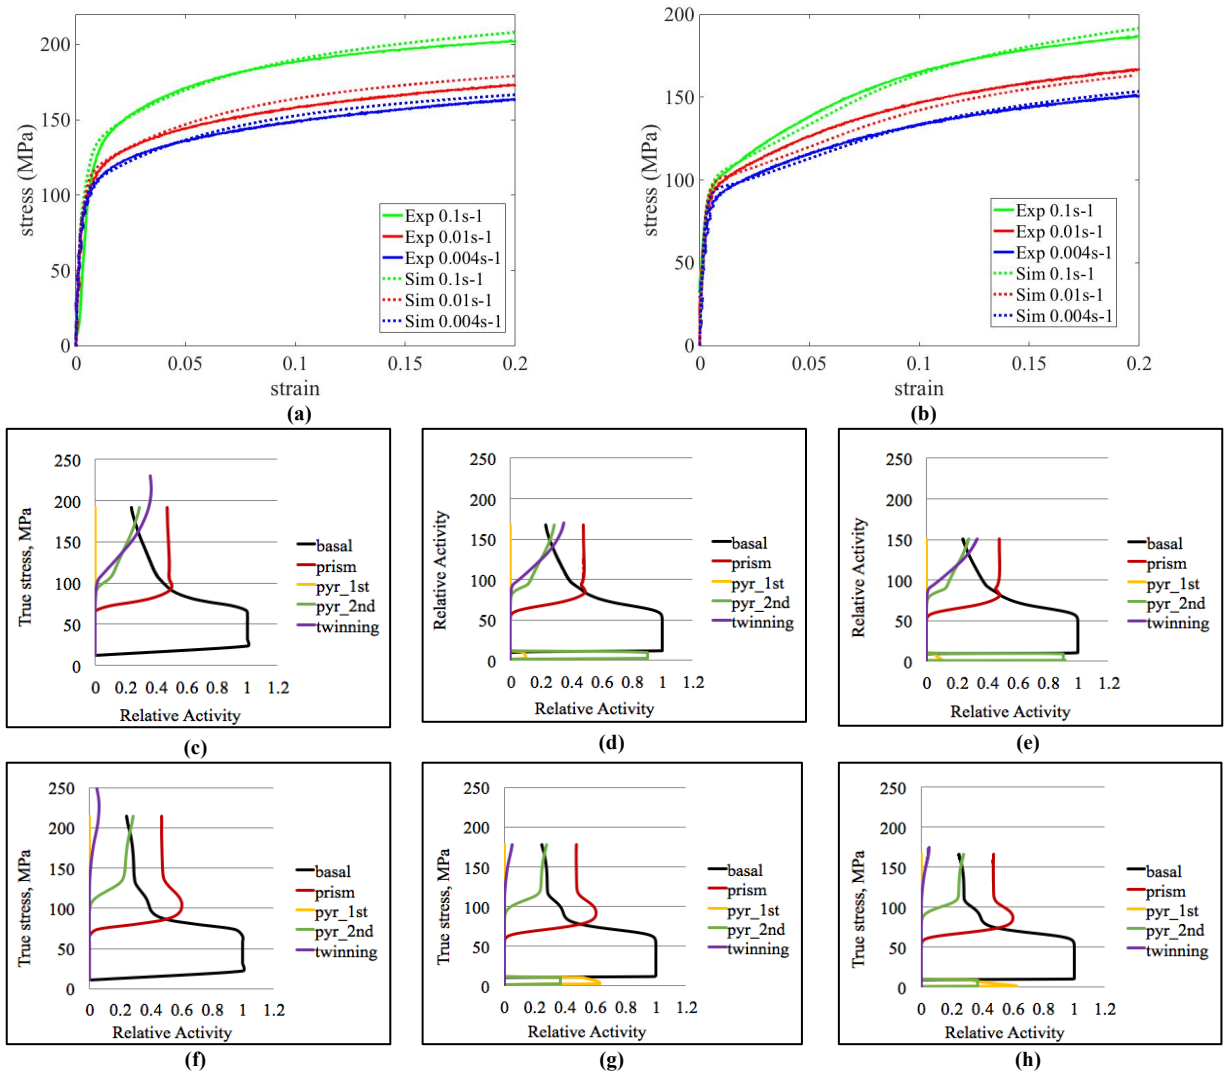 200
150
100
50
0
stress (MPa)
0
0.05
0.1
0.15
0.2
strain
Exp 0.1s-1
Exp 0.01s-1
Exp 0.004s-1
Sim 0.1s-1
Sim 0.01s-1
Sim 0.004s-1
(a)
200
150
100
50
0
stress (MPa)
0
0.05
0.1
0.15
0.2
strain
Exp 0.1s-1
Exp 0.01s-1
Exp 0.004s-1
Sim 0.1s-1
Sim 0.01s-1
Sim 0.004s-1
(b)
250
200
150
100
50
0
True stress, MPa
0 0.2 0.4 0.6 0.8 1 1.2
Relative Activity
basal
prism
pyr_1st
pyr_2nd
twinning
(c)
250
200
150
100
50
0
Relative Activity
0 0.2 0.4 0.6 0.8 1 1.2
Relative Activity
basal
prism
pyr_1st
pyr_2nd
twinning
(d)
250
200
150
100
50
0
Relative Activity
0 0.2 0.4 0.6 0.8 1 1.2
Relative Activity
basal
prism
pyr_1st
pyr_2nd
twinning
(e)
250
200
150
100
50
0
True stress, MPa
0 0.2 0.4 0.6 0.8 1 1.2
Relative Activity
basal
prism
pyr_1st
pyr_2nd
twinning
(f)
250
200
150
100
50
0
True stress, MPa
0 0.2 0.4 0.6 0.8 1 1.2
Relative Activity
basal
prism
pyr_1st
pyr_2nd
twinning
(g)
250
200
150
100
50
0
True stress, MPa
0 0.2 0.4 0.6 0.8 1 1.2
Relative Activity
basal
prism
pyr_1st
pyr_2nd
twinning
(h)